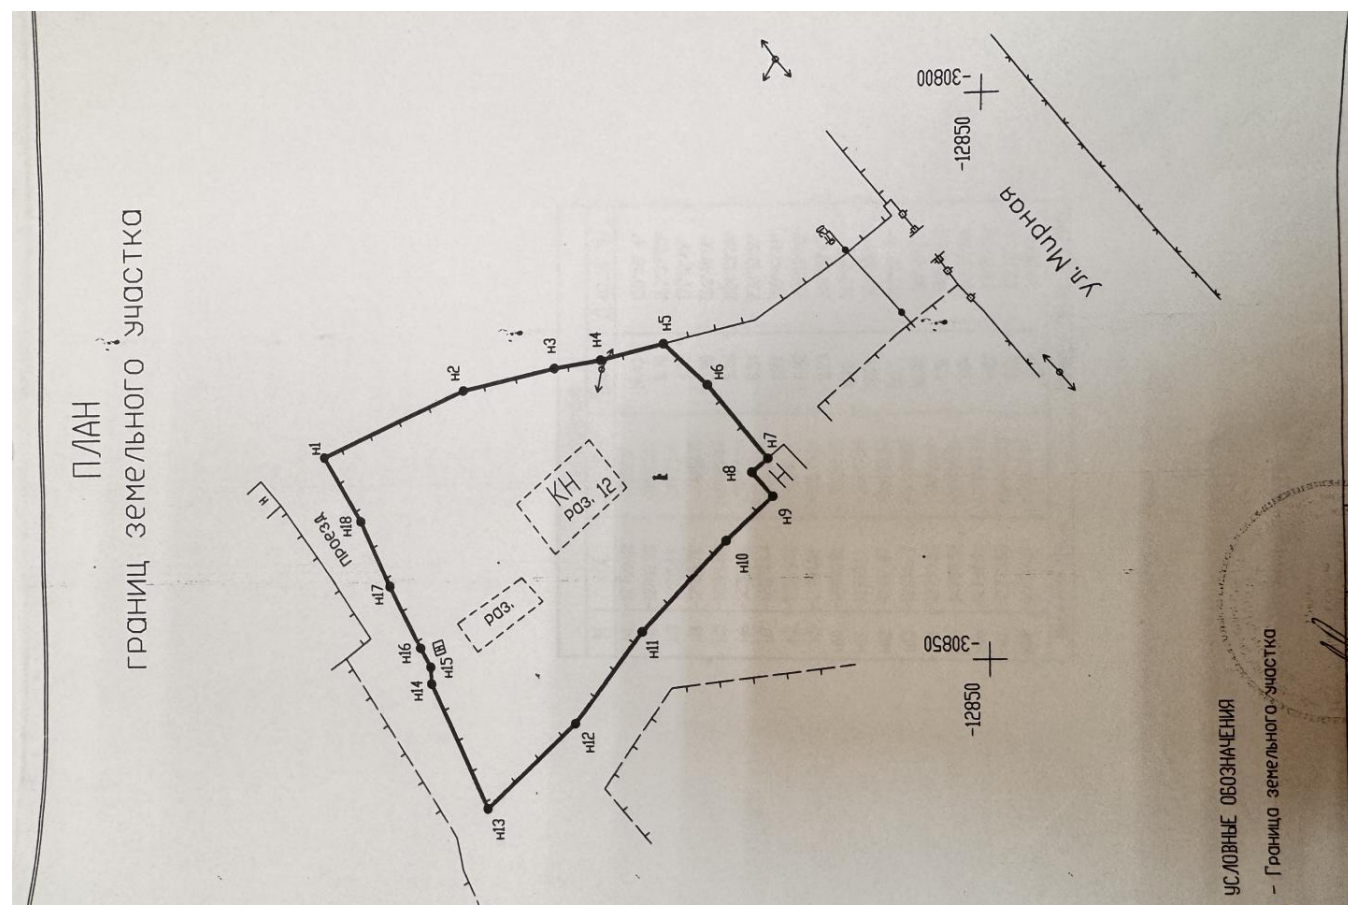 ПЛАН
границ земельного участка
н1
н2
н3
н4
н5
н6
н7
н8
н9
н10
н11
н12
н13
н14
н15
н16
н17
н18
Н
н
проезд
КН
раз. 12
раз.
ул. Мирная
-30800
-12850
-30850
-12850
УСЛОВНЫЕ ОБОЗНАЧЕНИЯ
- Граница земельного участка